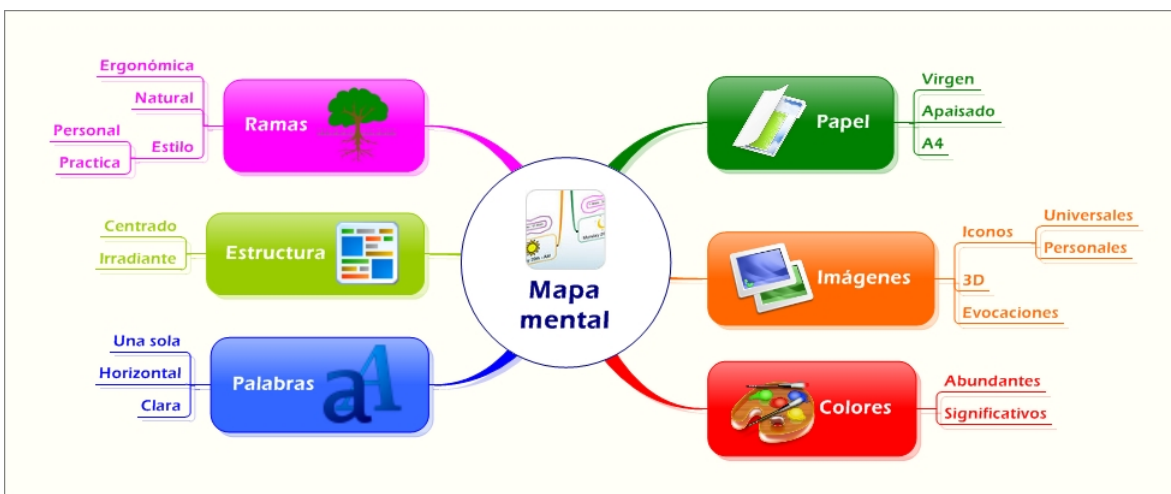 Mapa
mental
Ramas
Ergonómica
Natural
Estilo
Personal
Practica
Estructura
Centrado
Irradiante
Palabras
Una sola
Horizontal
Clara
Papel
Virgen
Apaisado
A4
Imágenes
Iconos
Universales
Personales
3D
Evocaciones
Colores
Abundantes
Significativos